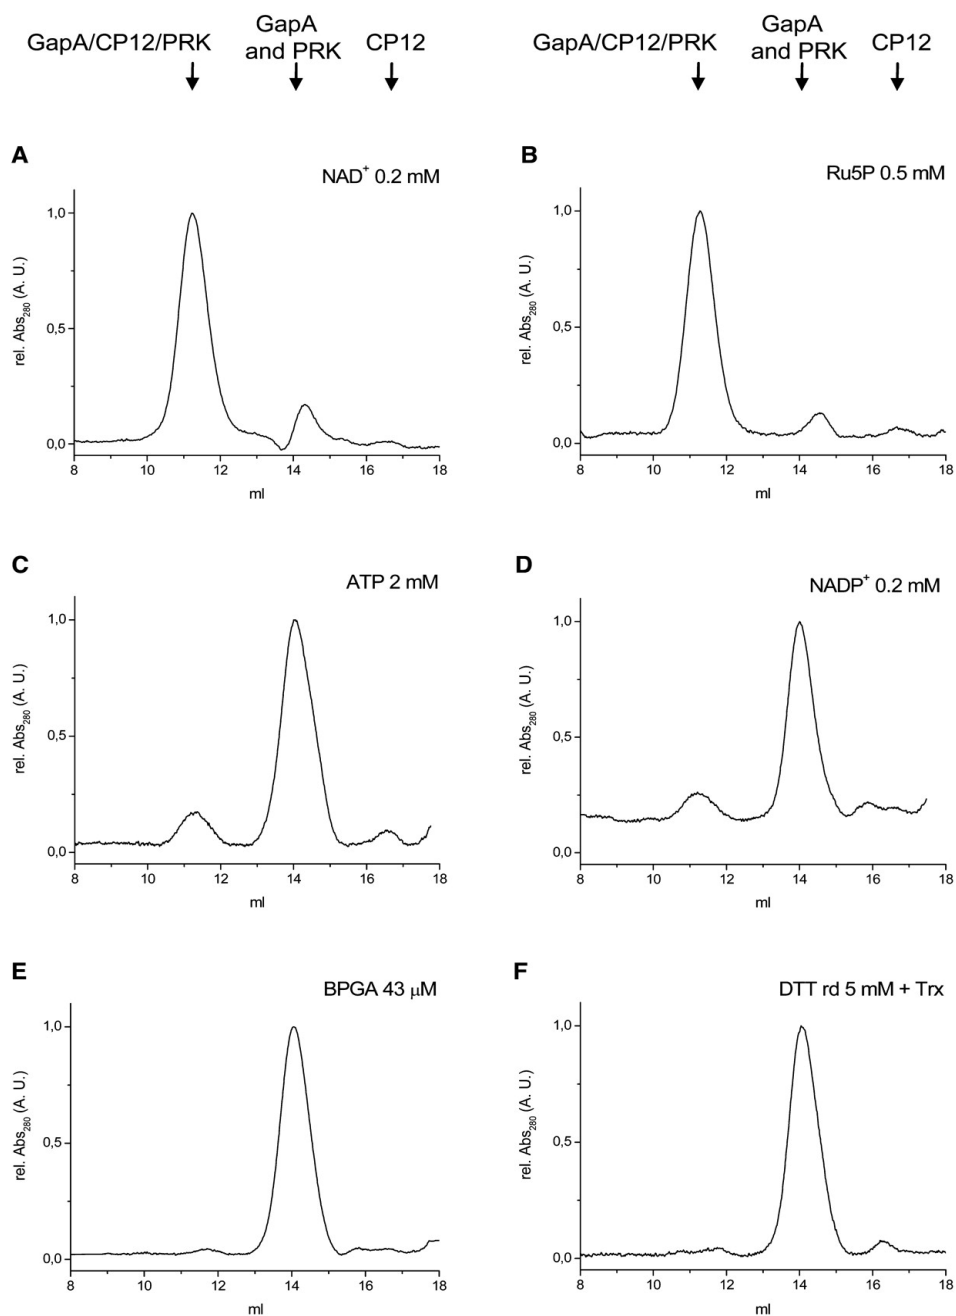 GapA/CP12/PRK
GapA
and PRK
CP12
GapA/CP12/PRK
GapA
and PRK
CP12
A
NAD⁺ 0.2 mM
rel. Abs₂₈₀ (A. U.)
1,0
0,5
0,0
8 10 12 14 16 18
ml
B
Ru5P 0.5 mM
rel. Abs₂₈₀ (A. U.)
1,0
0,5
0,0
8 10 12 14 16 18
ml
C
ATP 2 mM
rel. Abs₂₈₀ (A. U.)
1,0
0,5
0,0
8 10 12 14 16 18
ml
D
NADP⁺ 0.2 mM
rel. Abs₂₈₀ (A. U.)
1,0
0,5
0,0
8 10 12 14 16 18
ml
E
BPGA 43 μM
rel. Abs₂₈₀ (A. U.)
1,0
0,5
0,0
8 10 12 14 16 18
ml
F
DTT rd 5 mM + Trx
rel. Abs₂₈₀ (A. U.)
1,0
0,5
0,0
8 10 12 14 16 18
ml